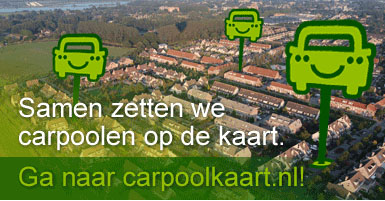 Samen zetten we
carpoolen op de kaart.
Ga naar carpoolkaart.nl!